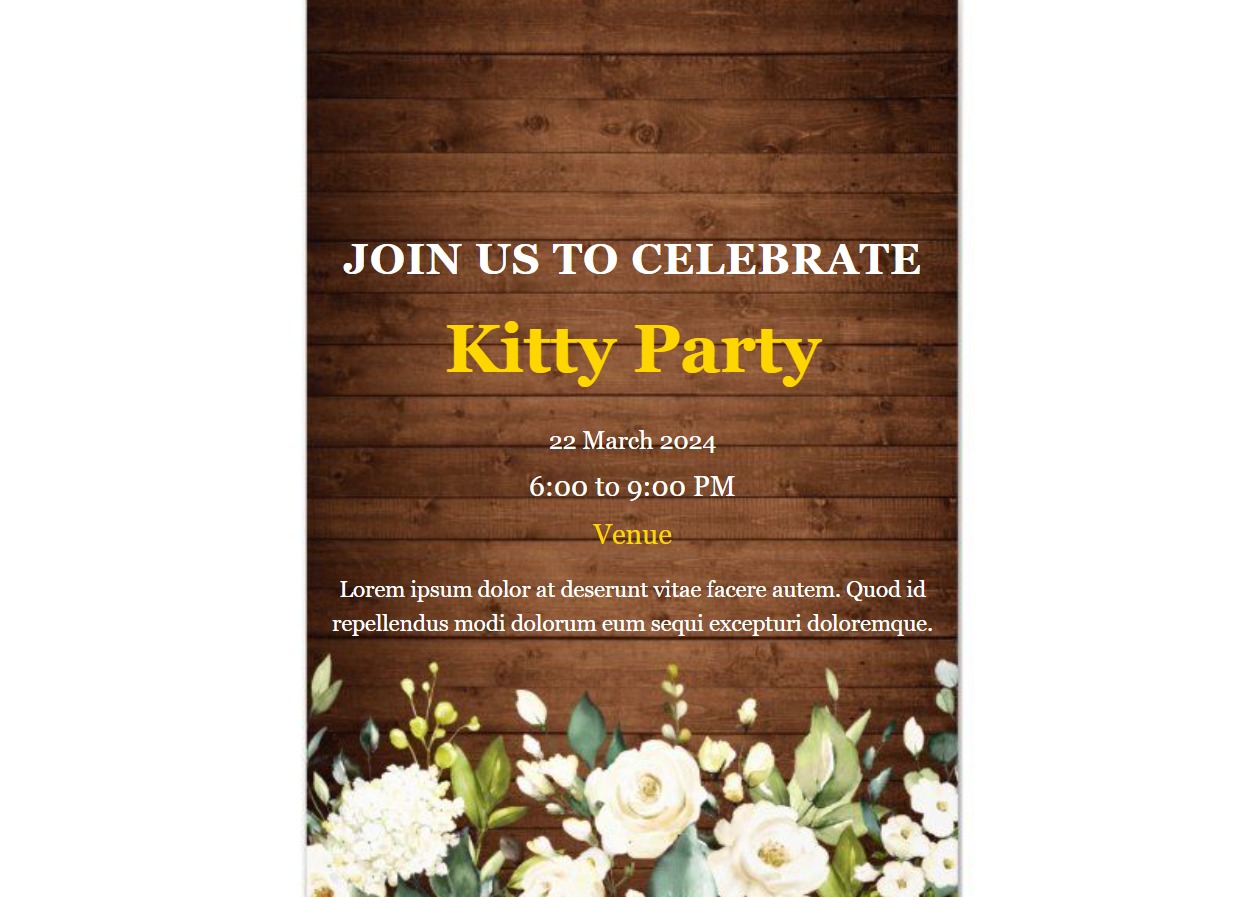 JOIN US TO CELEBRATE
Kitty Party
22 March 2024
6:00 to 9:00 PM
Venue
Lorem ipsum dolor at deserunt vitae facere autem. Quod id
repellendus modi dolorum eum sequi excepturi doloremque.